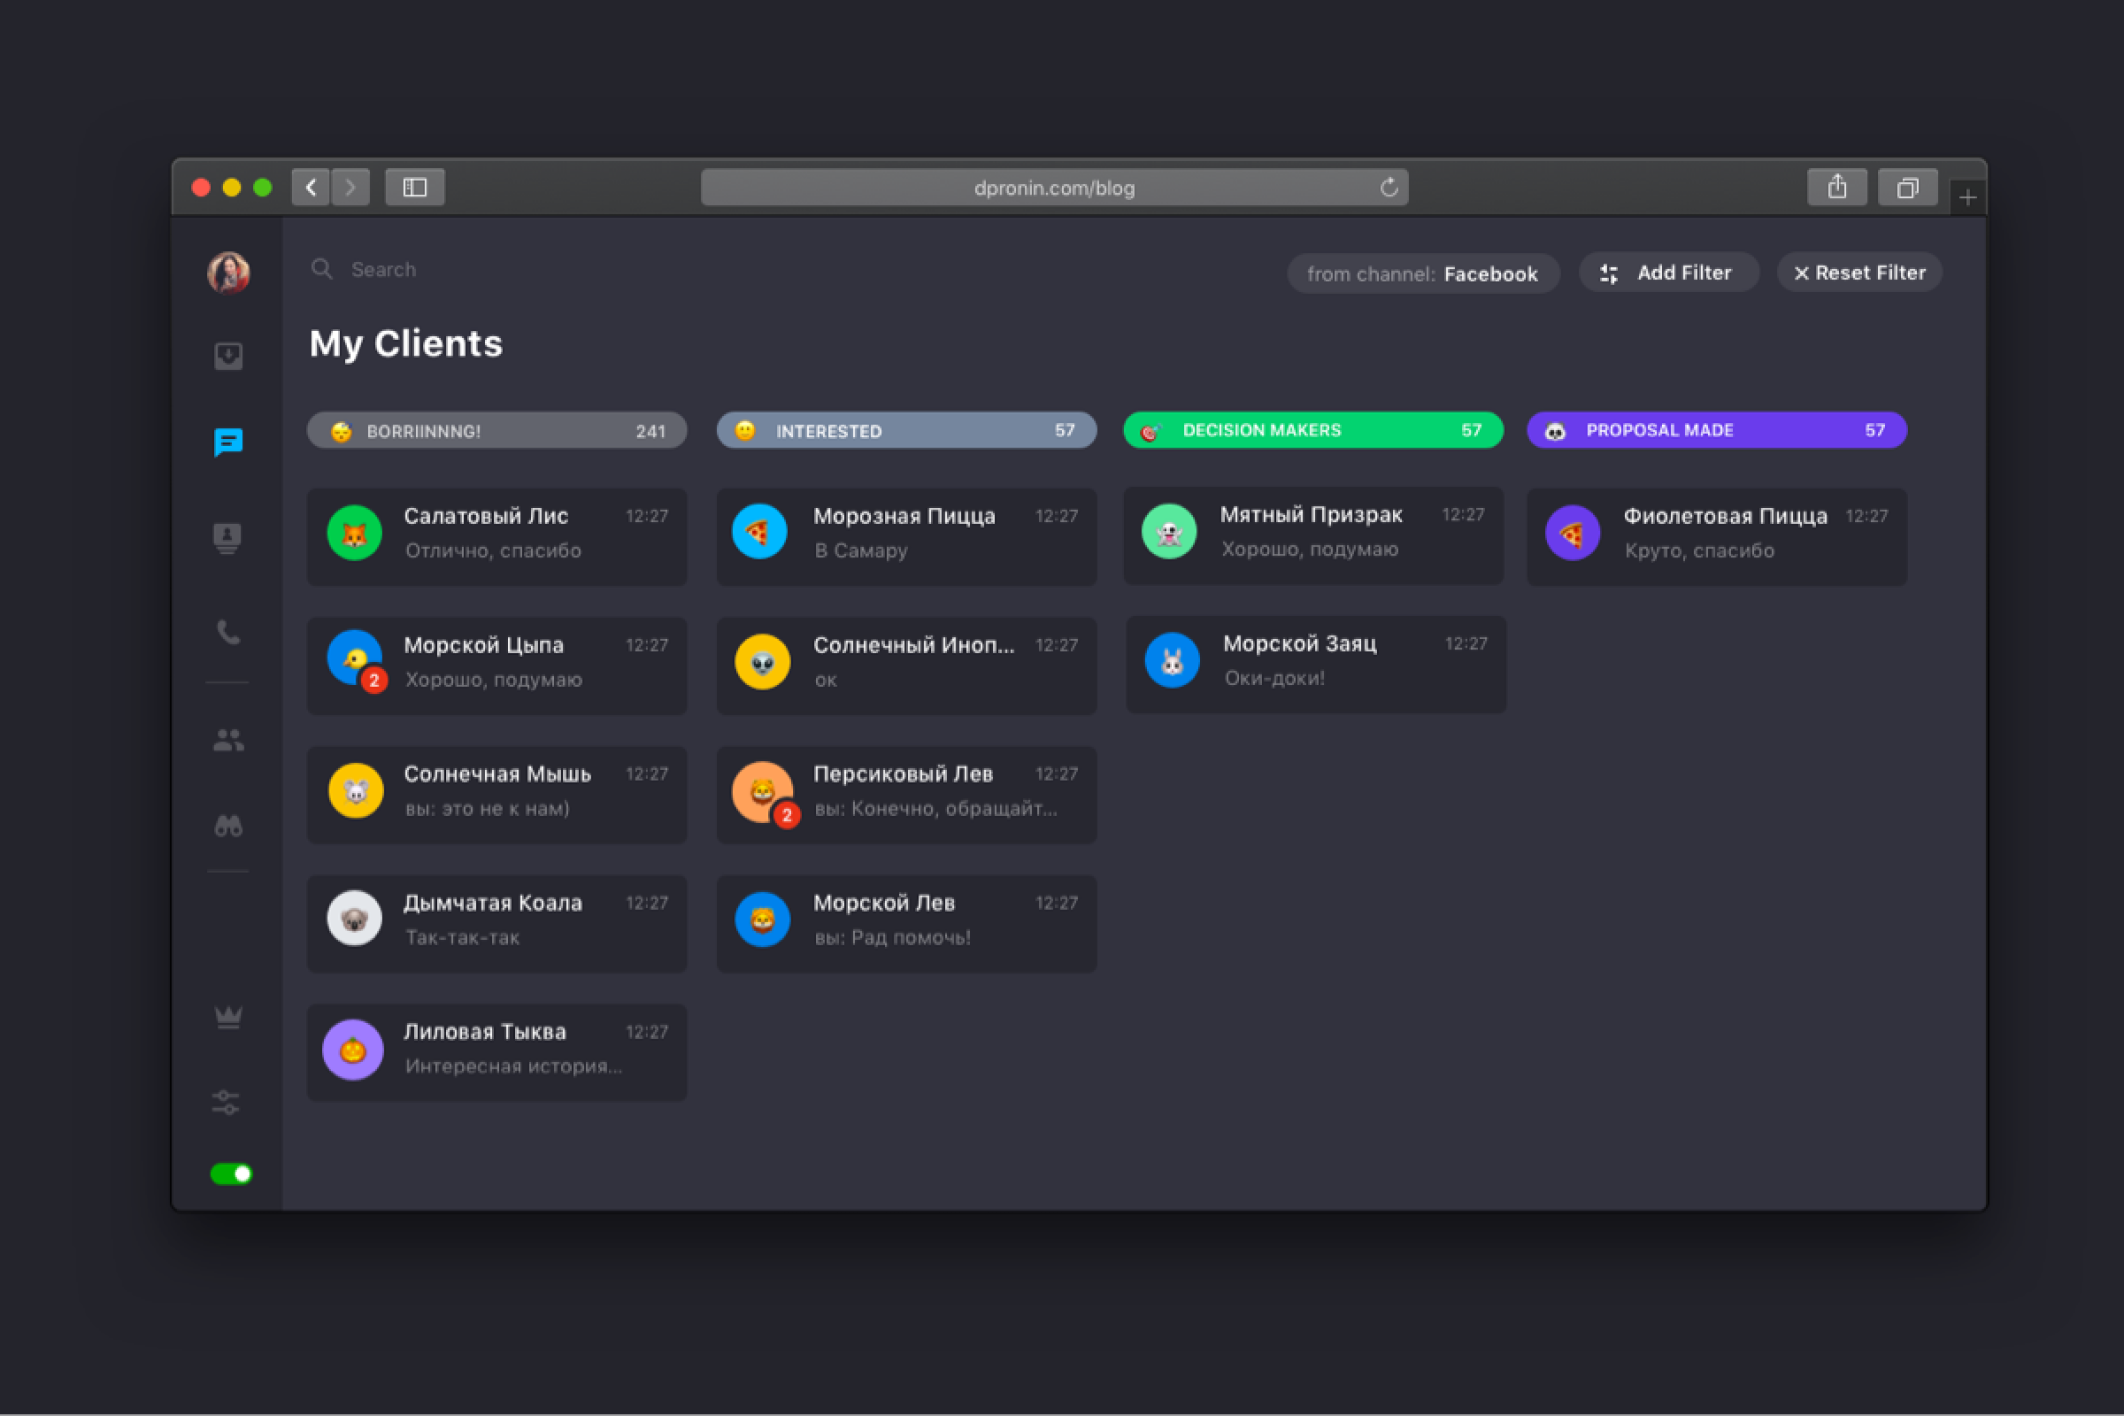 dpronin.com/blog
Search
from channel: Facebook
Add Filter
Reset Filter
My Clients
BORRIINNNG! 241
Салатовый Лис 12:27
Отлично, спасибо
Морской Цыпа 12:27
2
Хорошо, подумаю
Солнечная Мышь 12:27
вы: это не к нам)
Дымчатая Коала 12:27
Так-так-так
Лиловая Тыква 12:27
Интересная история...
INTERESTED 57
Морозная Пицца 12:27
В Самару
Солнечный Иноп... 12:27
ок
Персиковый Лев 12:27
2
вы: Конечно, обращайт...
Морской Лев 12:27
вы: Рад помочь!
DECISION MAKERS 57
Мятный Призрак 12:27
Хорошо, подумаю
Морской Заяц 12:27
Оки-доки!
PROPOSAL MADE 57
Фиолетовая Пицца 12:27
Круто, спасибо